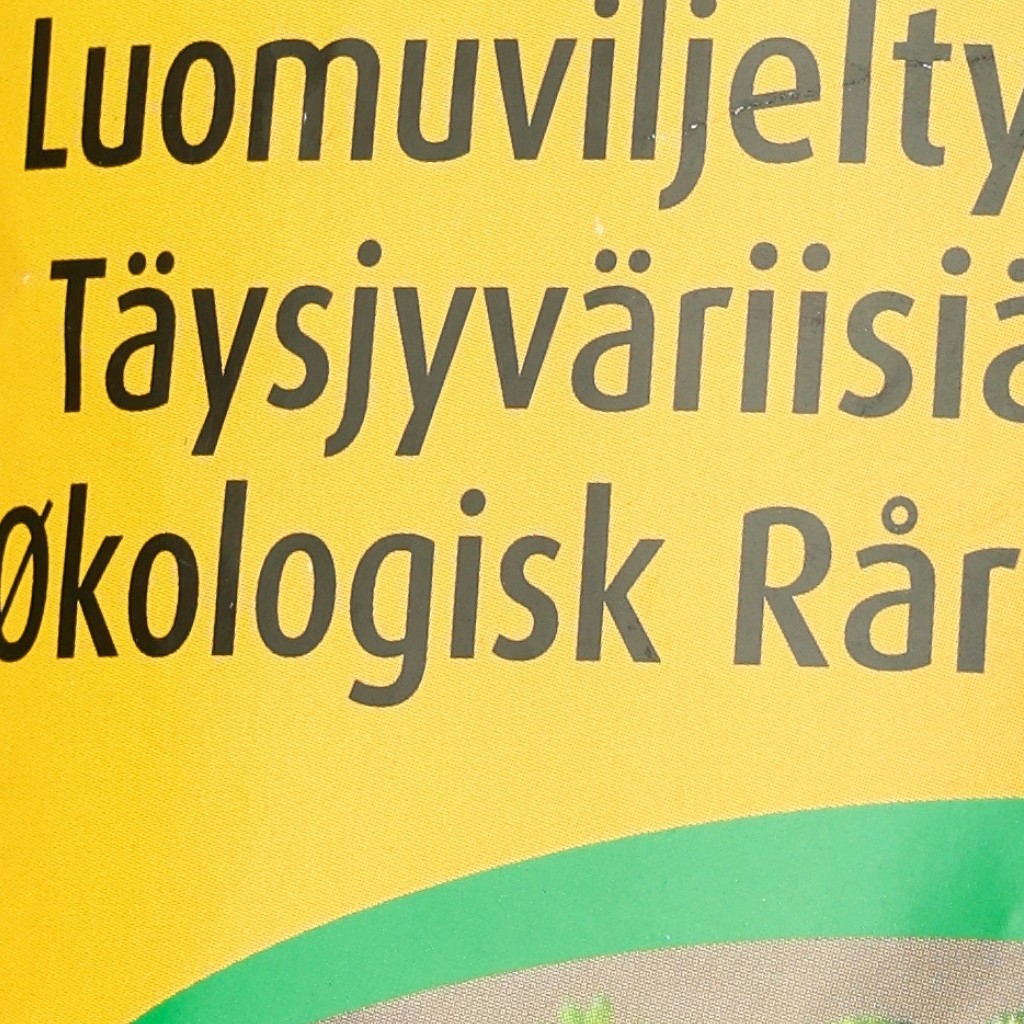 Luomuviljelty
Täysjyväriisiä
Økologisk Rår